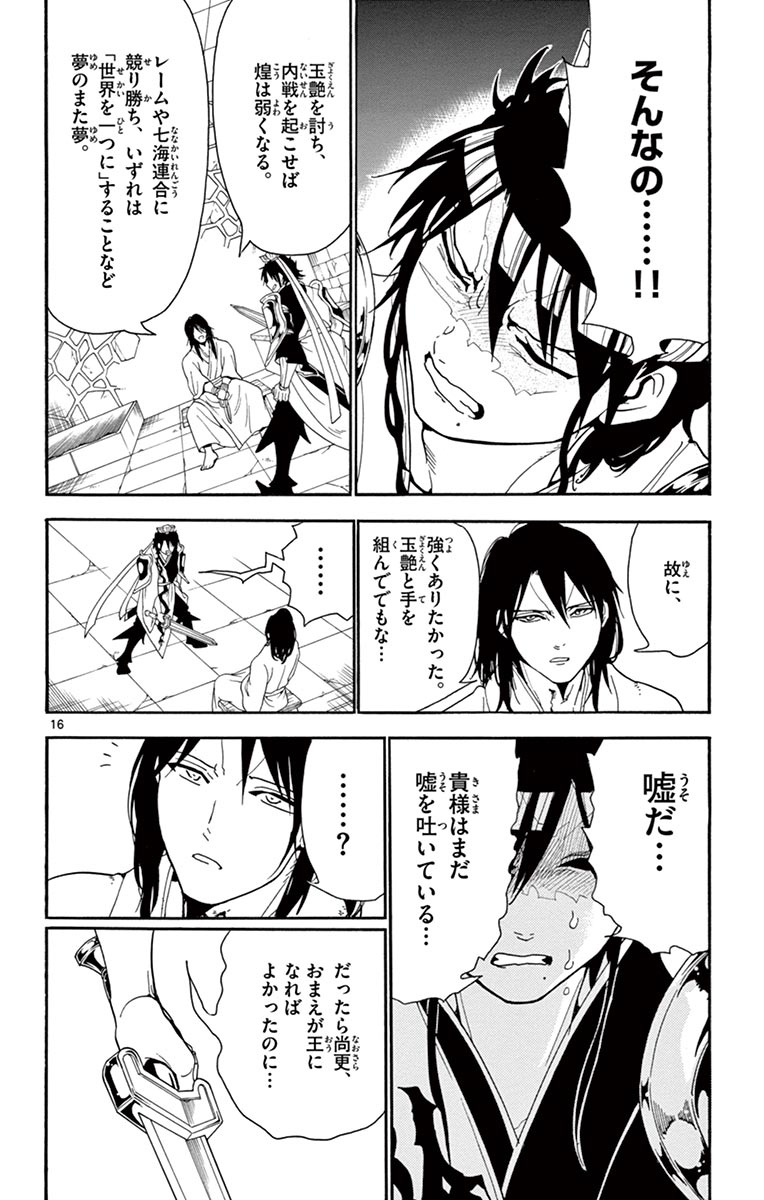 そんなの……!!
玉艶を討ち、
内戦を起こせば
煌は弱くなる。
レームや七海連合に
競り勝ち、いずれは
「世界を一つに」することなど
夢のまた夢。
故に、
強くありたかった。
玉艶と手を
組んででもな…
……
16
嘘だ…
貴様はまだ
嘘を吐いている…
……?
だったら尚更、
おまえが王に
なれば
よかったのに…